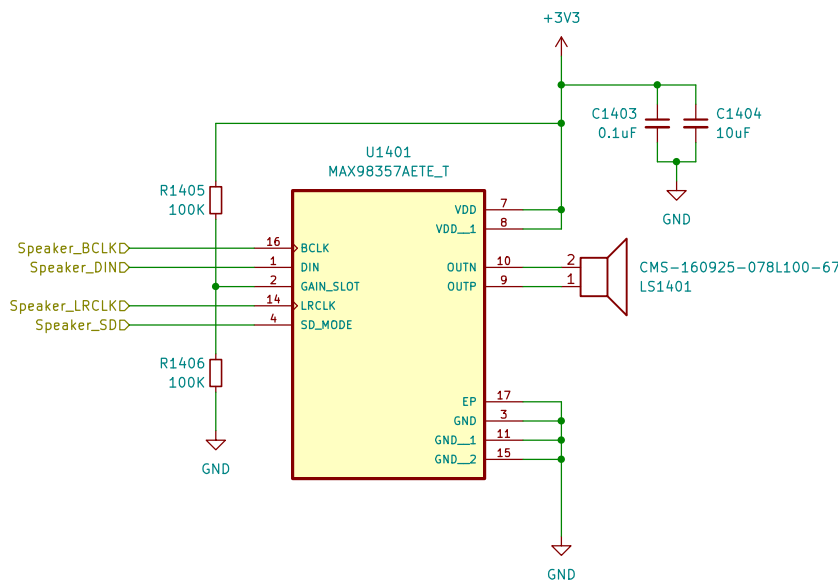 +3V3
C1403
0.1uF
C1404
10uF
GND
U1401
MAX98357AETE_T
R1405
100K
Speaker_BCLK
Speaker_DIN
Speaker_LRCLK
Speaker_SD
16
1
2
14
4
BCLK
DIN
GAIN_SLOT
LRCLK
SD_MODE
VDD
VDD__1
OUTN
OUTP
7
8
10
9
2
1
CMS-160925-078L100-67
LS1401
R1406
100K
GND
EP
GND
GND__1
GND__2
17
3
11
15
GND